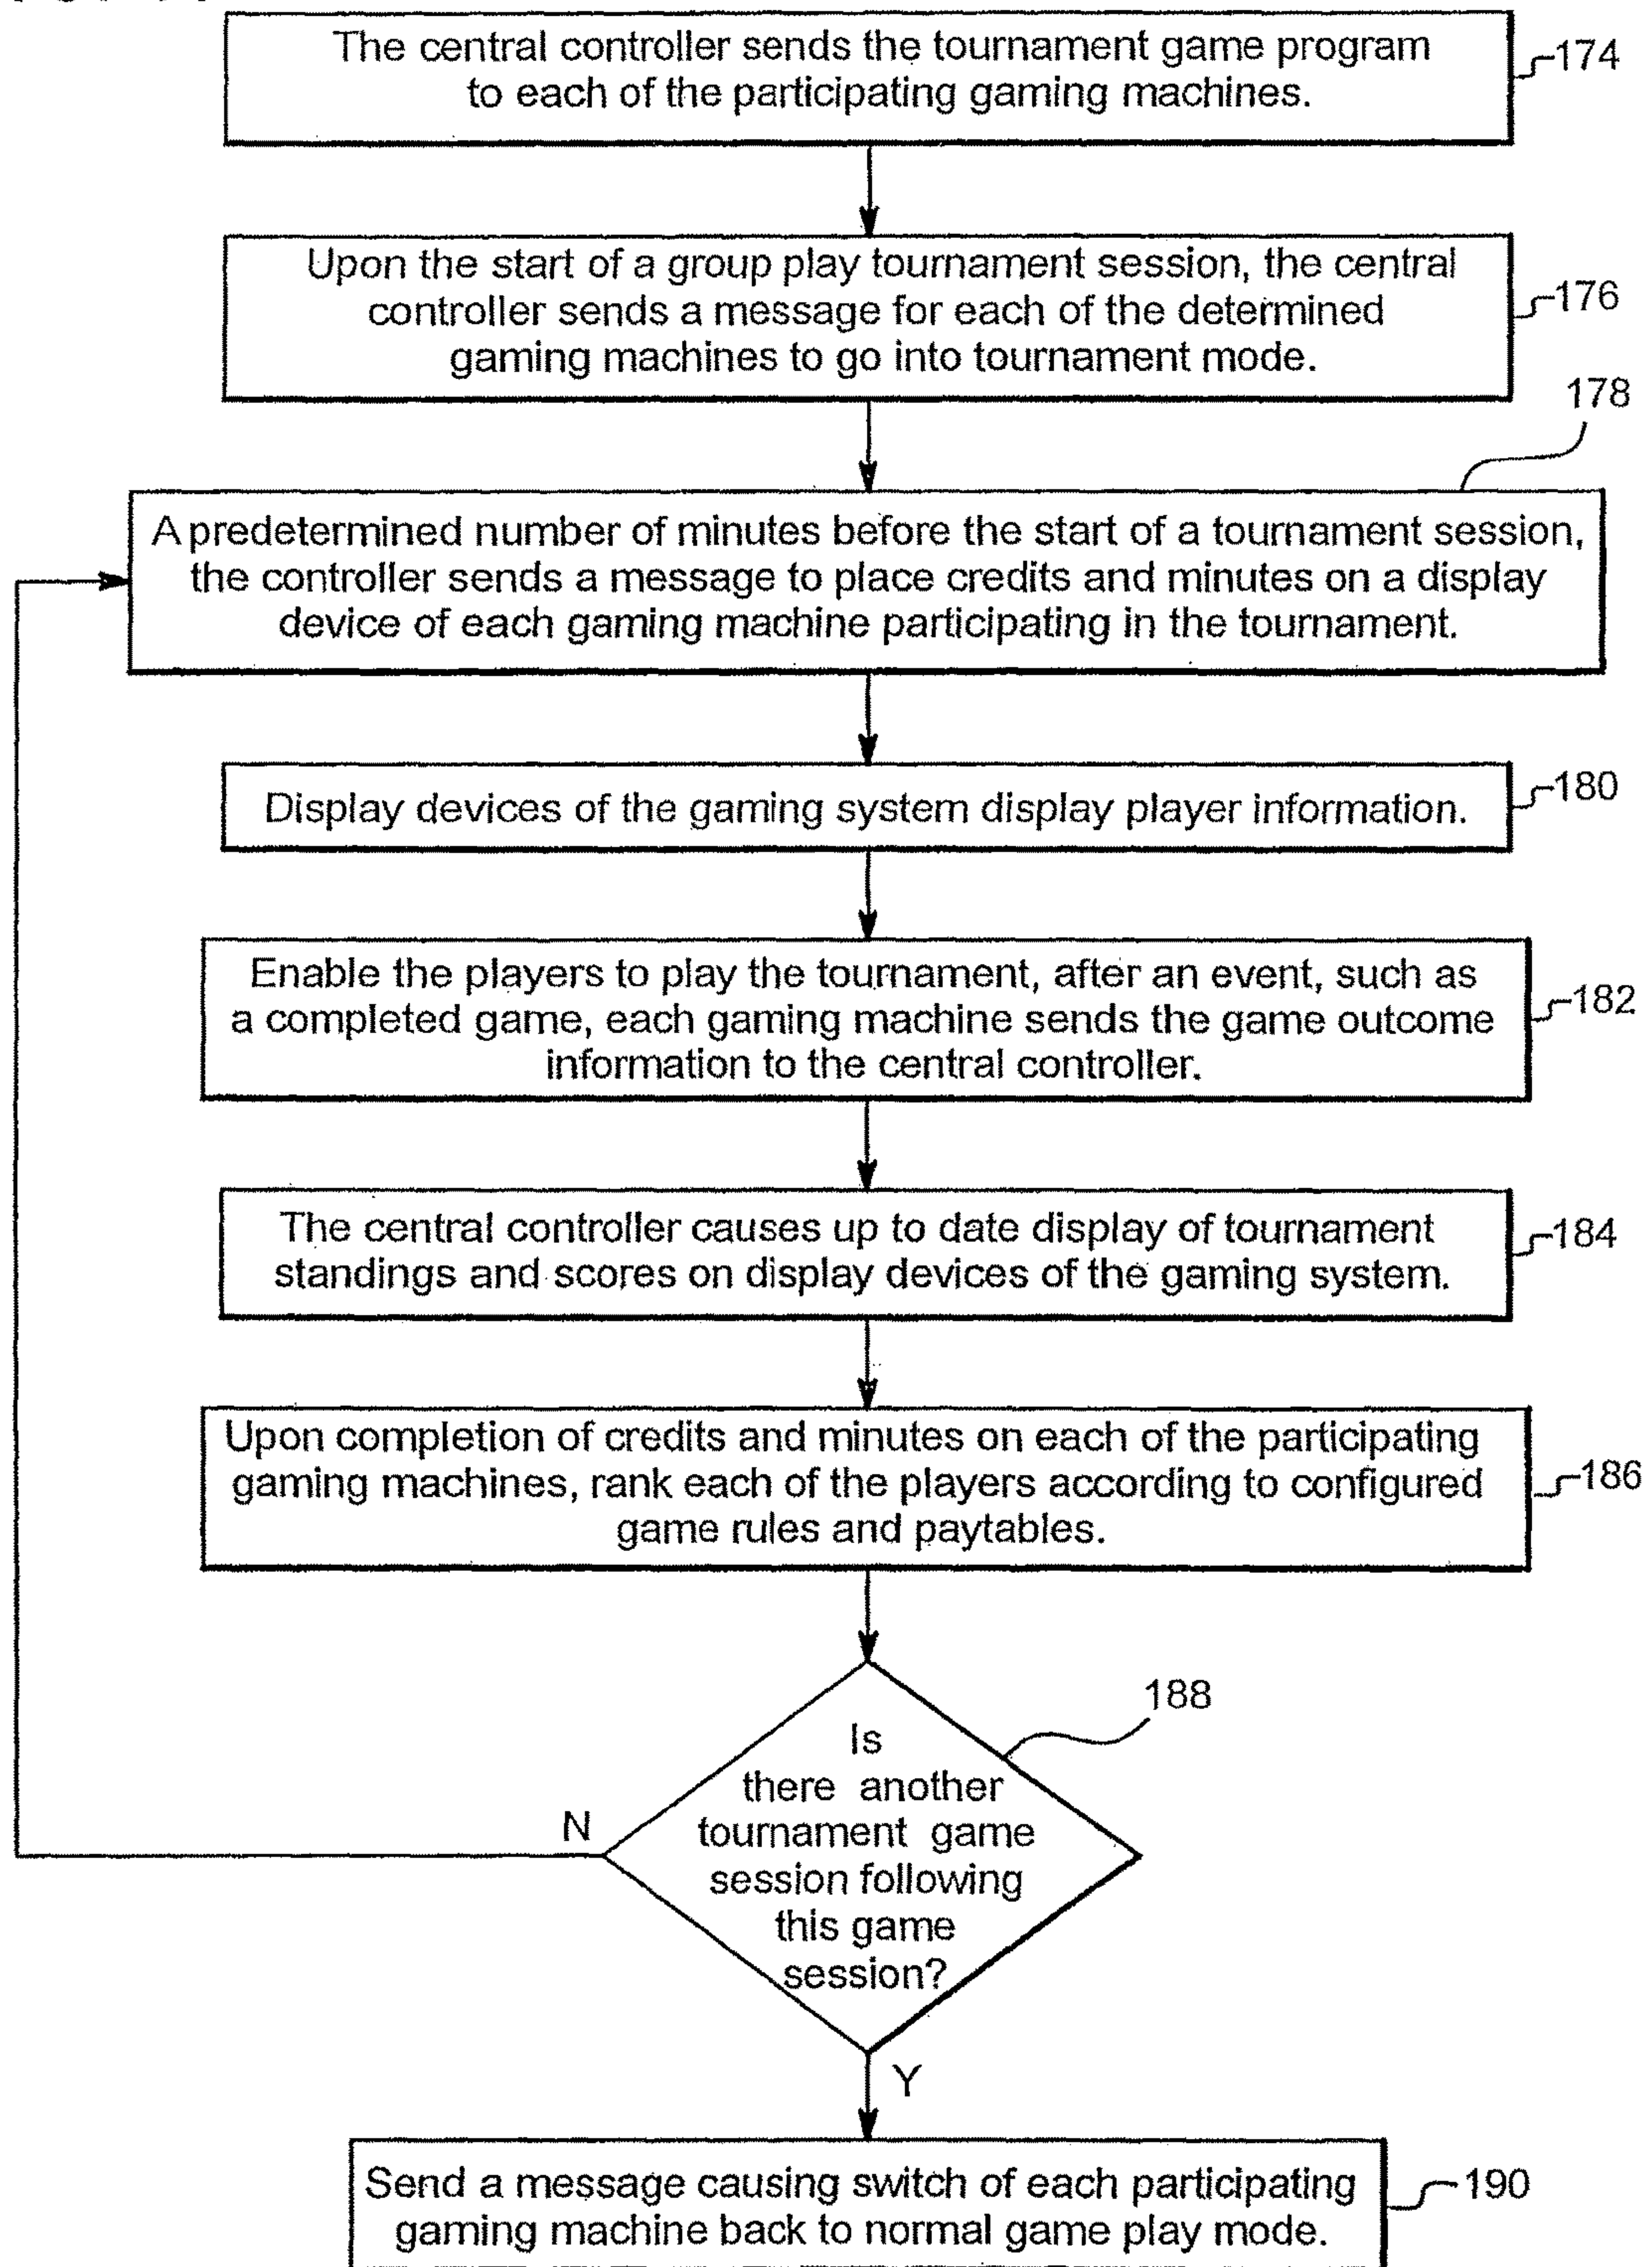 The central controller sends the tournament game program
to each of the participating gaming machines.
174
Upon the start of a group play tournament session, the central
controller sends a message for each of the determined
gaming machines to go into tournament mode.
176
178
A predetermined number of minutes before the start of a tournament session,
the controller sends a message to place credits and minutes on a display
device of each gaming machine participating in the tournament.
Display devices of the gaming system display player information.
180
Enable the players to play the tournament, after an event, such as
a completed game, each gaming machine sends the game outcome
information to the central controller.
182
The central controller causes up to date display of tournament
standings and scores on display devices of the gaming system.
184
Upon completion of credits and minutes on each of the participating
gaming machines, rank each of the players according to configured
game rules and paytables.
186
188
Is
there another
tournament game
session following
this game
session?
N
Y
Send a message causing switch of each participating
gaming machine back to normal game play mode.
190